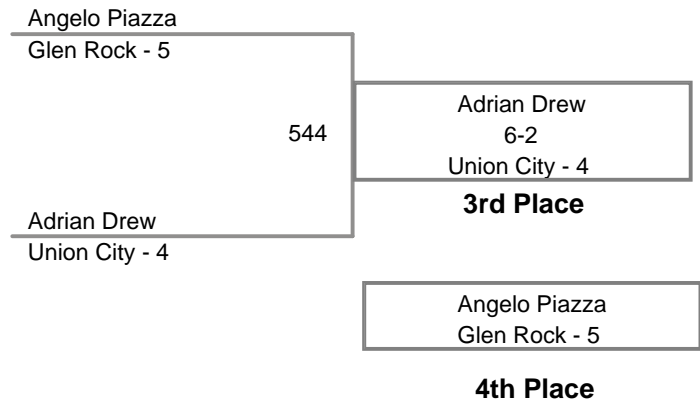 Angelo Piazza
Glen Rock - 5
544
Adrian Drew
6-2
Union City - 4
3rd Place
Adrian Drew
Union City - 4
Angelo Piazza
Glen Rock - 5
4th Place